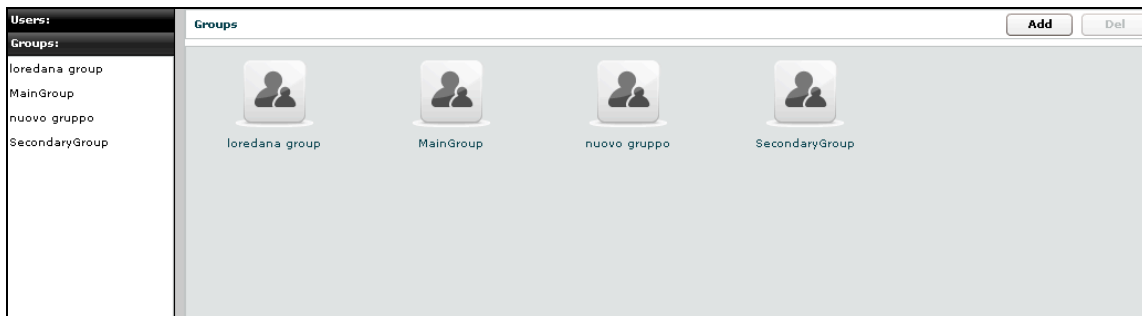 Users:
Groups:
loredana group
MainGroup
nuovo gruppo
SecondaryGroup
Groups
Add Del
loredana group MainGroup nuovo gruppo SecondaryGroup